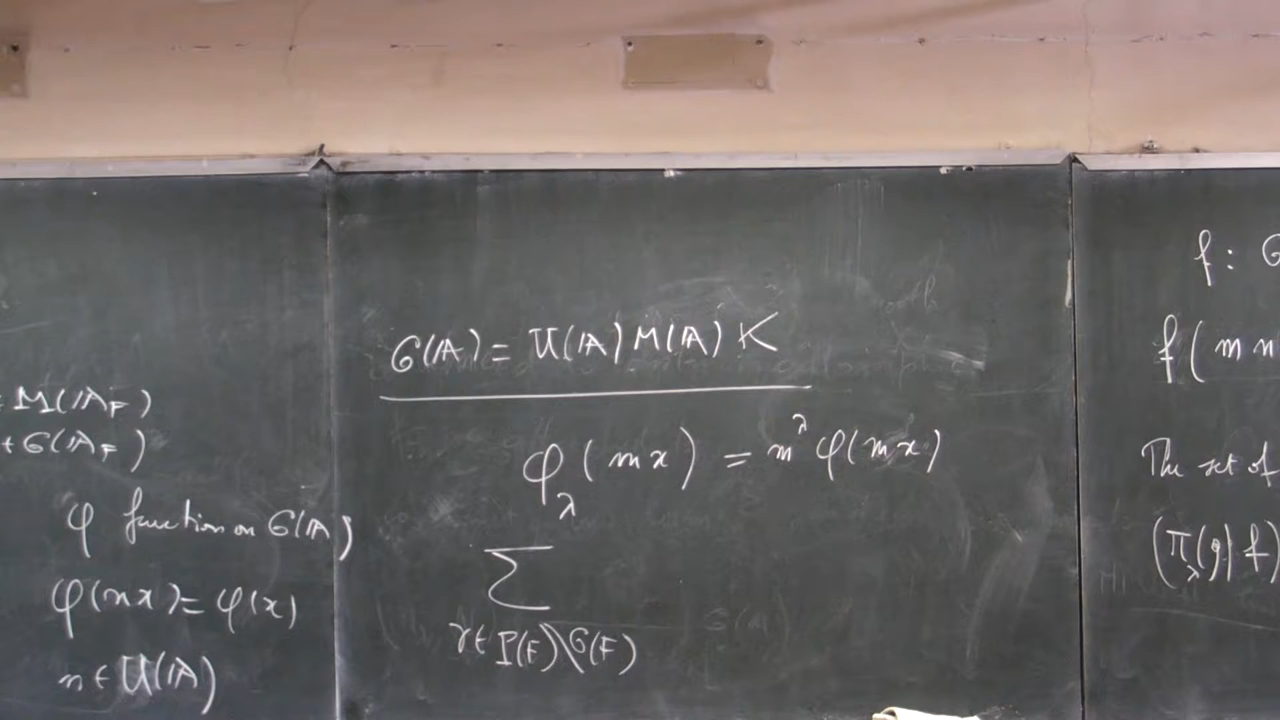 ∈ M(𝔸_F)
+ G(𝔸_F)
φ function on G(𝔸)
φ(nx) = φ(x)
n ∈ U(𝔸)
G(𝔸) = U(𝔸) M(𝔸) K
φ_λ(mx) = m^λ φ(mx)
∑
γ ∈ P(F)\G(F)
f : G
f(m n
The set of
(π_λ(g) f)